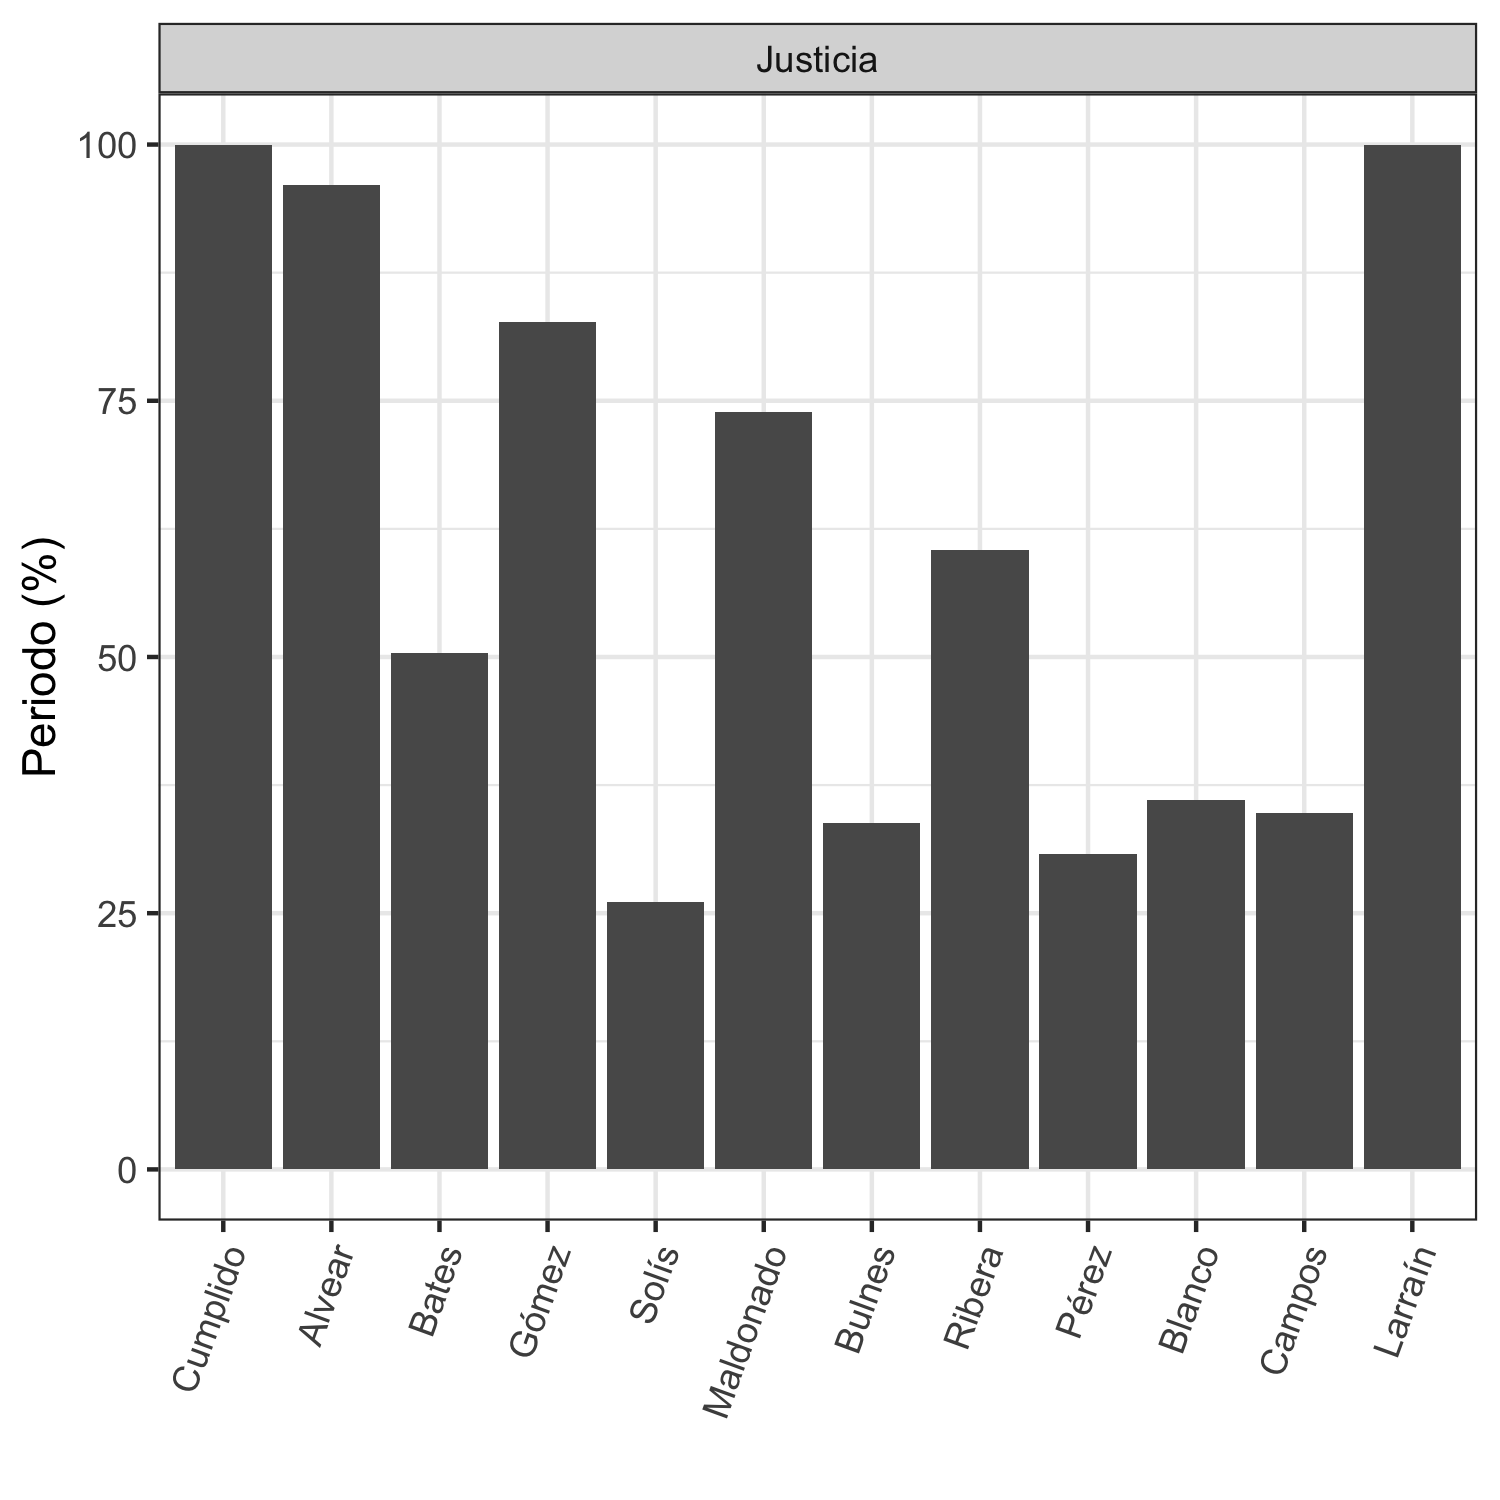 Justicia
100
75
50
25
0
Periodo (%)
Cumplido
Alvear
Bates
Gómez
Solís
Maldonado
Bulnes
Ribera
Pérez
Blanco
Campos
Larraín